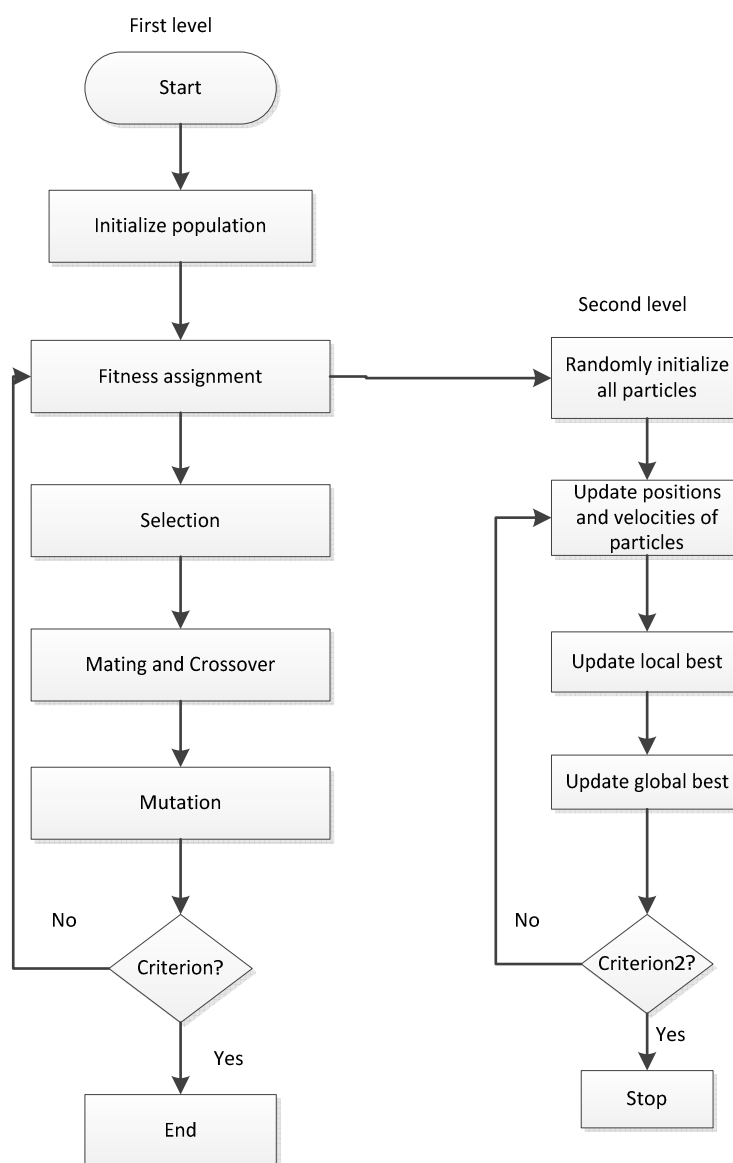 First level
Start
Initialize population
Fitness assignment
Selection
Mating and Crossover
Mutation
No
Criterion?
Yes
End
Second level
Randomly initialize
all particles
Update positions
and velocities of
particles
Update local best
Update global best
No
Criterion2?
Yes
Stop